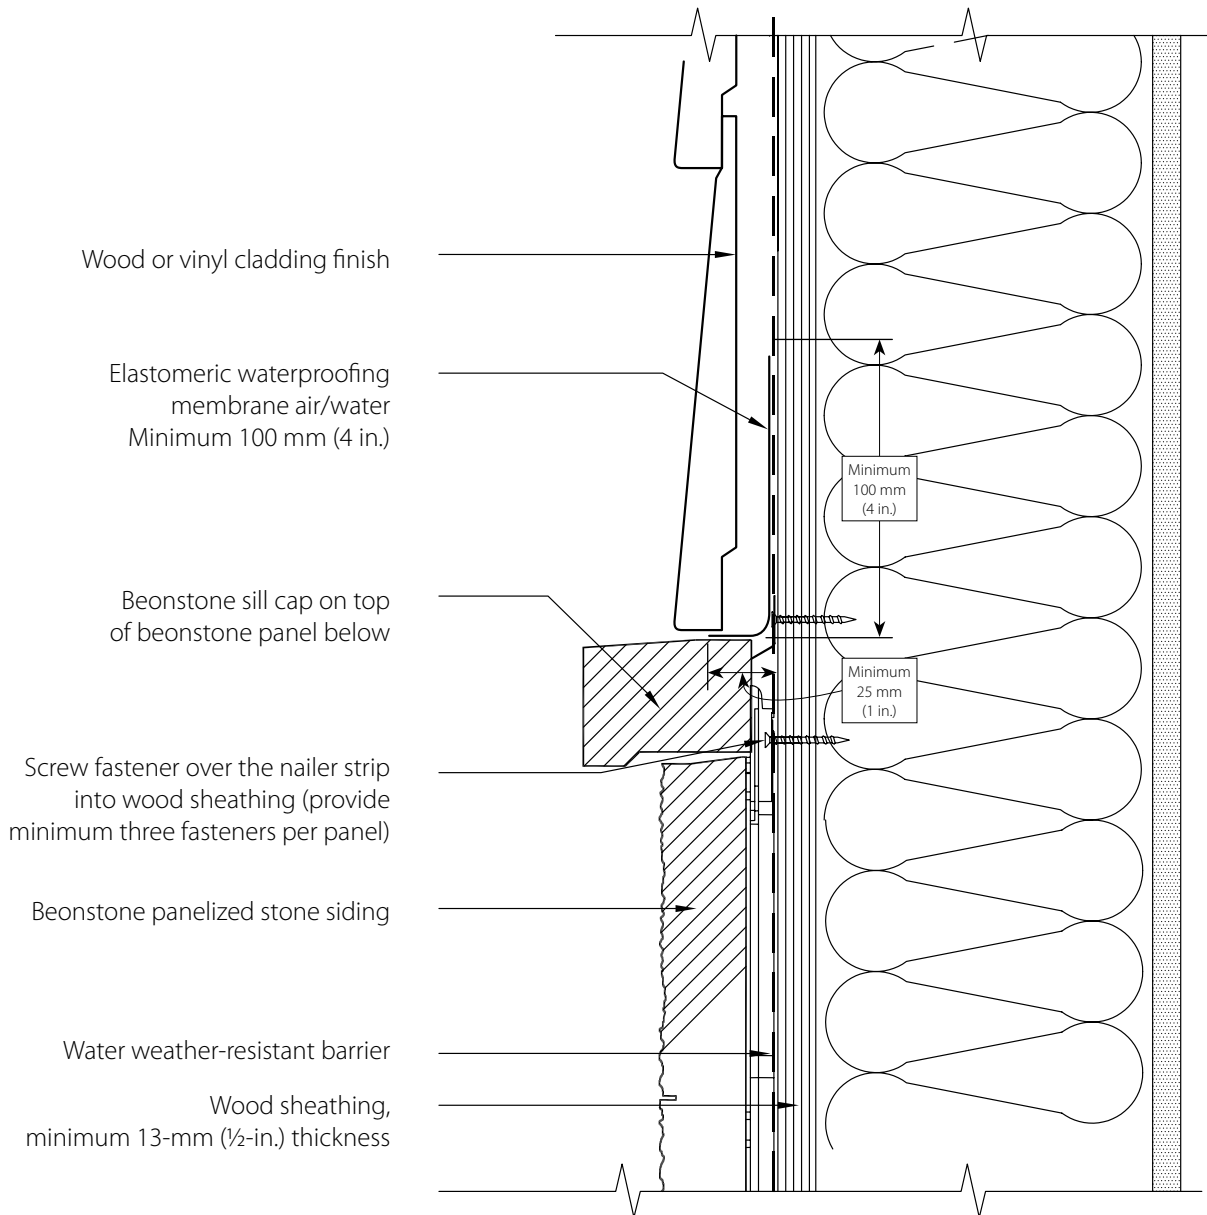 Wood or vinyl cladding finish
Elastomeric waterproofing
membrane air/water
Minimum 100 mm (4 in.)
Minimum
100 mm
(4 in.)
Beonstone sill cap on top
of beonstone panel below
Minimum
25 mm
(1 in.)
Screw fastener over the nailer strip
into wood sheathing (provide
minimum three fasteners per panel)
Beonstone panelized stone siding
Water weather-resistant barrier
Wood sheathing,
minimum 13-mm (½-in.) thickness